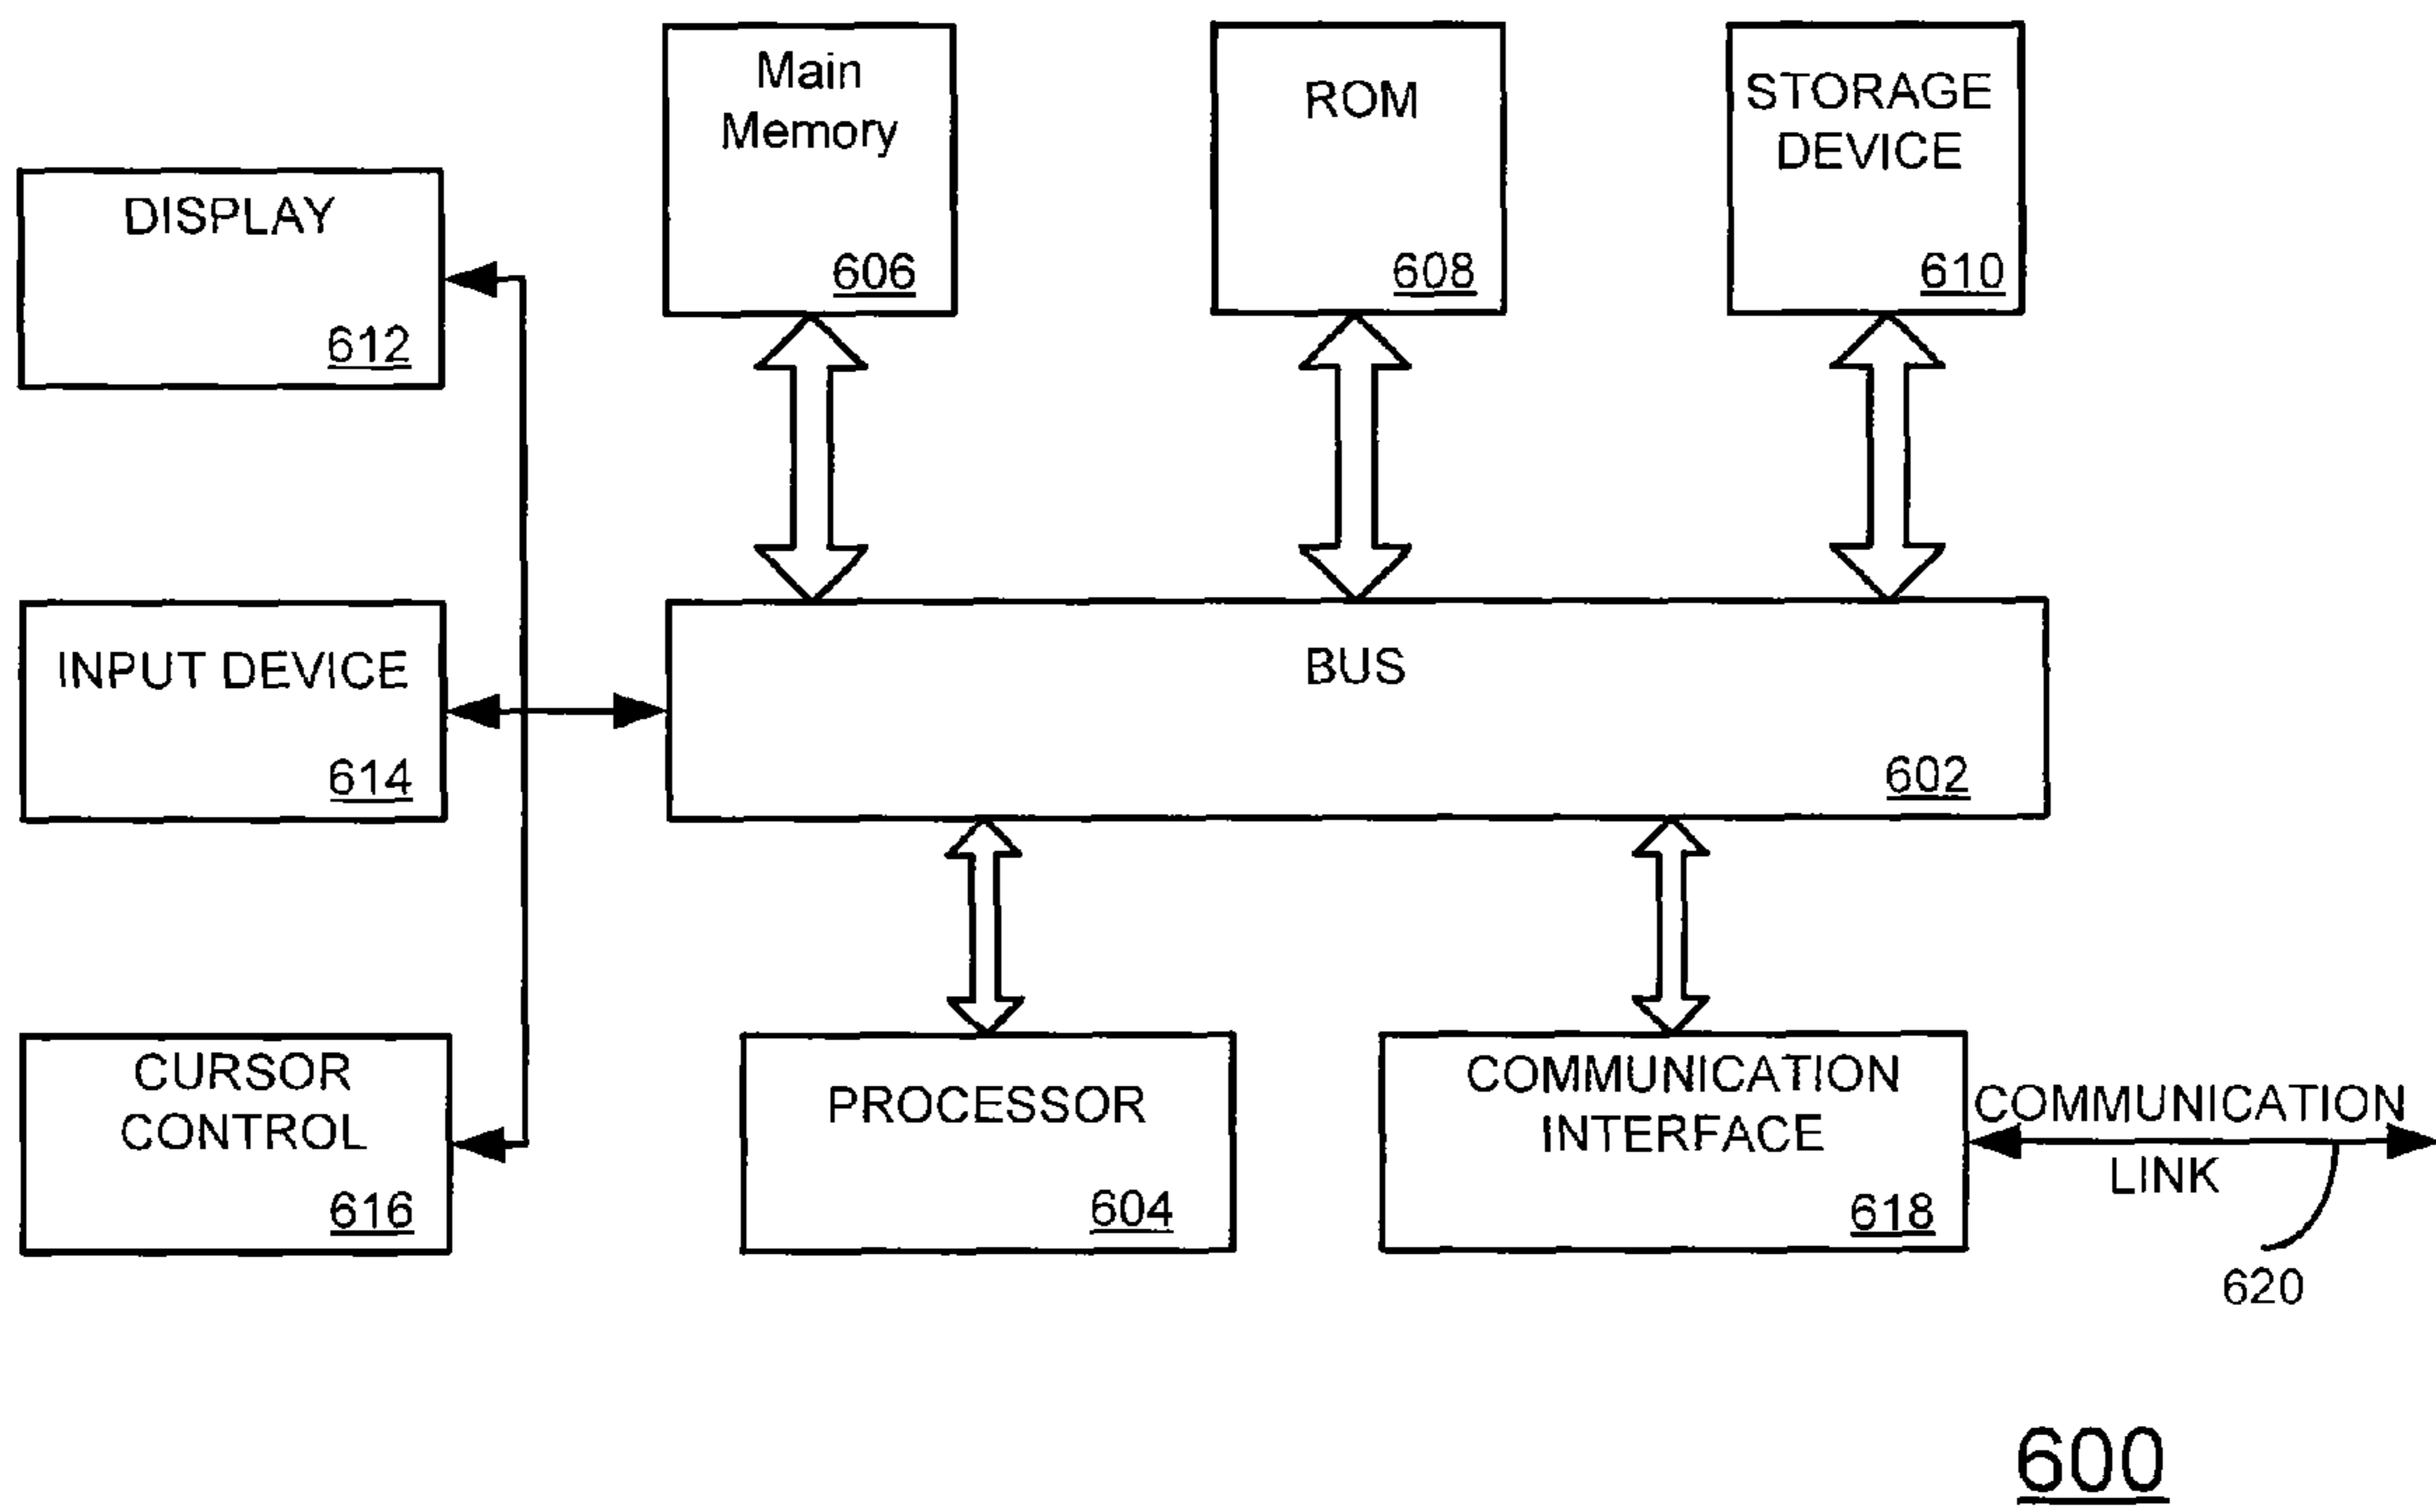 Main
Memory
606
ROM
608
STORAGE
DEVICE
610
DISPLAY
612
INPUT DEVICE
614
BUS
602
CURSOR
CONTROL
616
PROCESSOR
604
COMMUNICATION
INTERFACE
618
COMMUNICATION
LINK
620
600